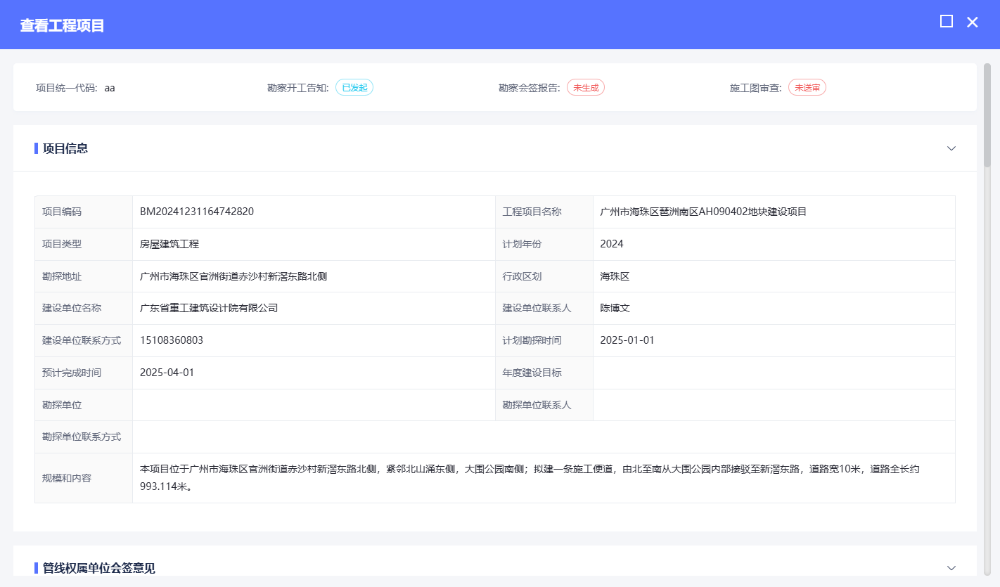 查看工程项目
项目统一代码: aa 勘察开工告知: 已发起 勘察会签报告: 未生成 施工图审查: 未送审
项目信息
项目编码 BM20241231164742820 工程项目名称 广州市海珠区琶洲南区AH090402地块建设项目
项目类型 房屋建筑工程 计划年份 2024
勘探地址 广州市海珠区官洲街道赤沙村新滘东路北侧 行政区划 海珠区
建设单位名称 广东省重工建筑设计院有限公司 建设单位联系人 陈博文
建设单位联系方式 15108360803 计划勘探时间 2025-01-01
预计完成时间 2025-04-01 年度建设目标
勘探单位 勘探单位联系人
勘探单位联系方式
规模和内容 本项目位于广州市海珠区官洲街道赤沙村新滘东路北侧，紧邻北山涌东侧，大围公园南侧；拟建一条施工便道，由北至南从大围公园内部接驳至新滘东路，道路宽10米，道路全长约
993.114米。
管线权属单位会签意见